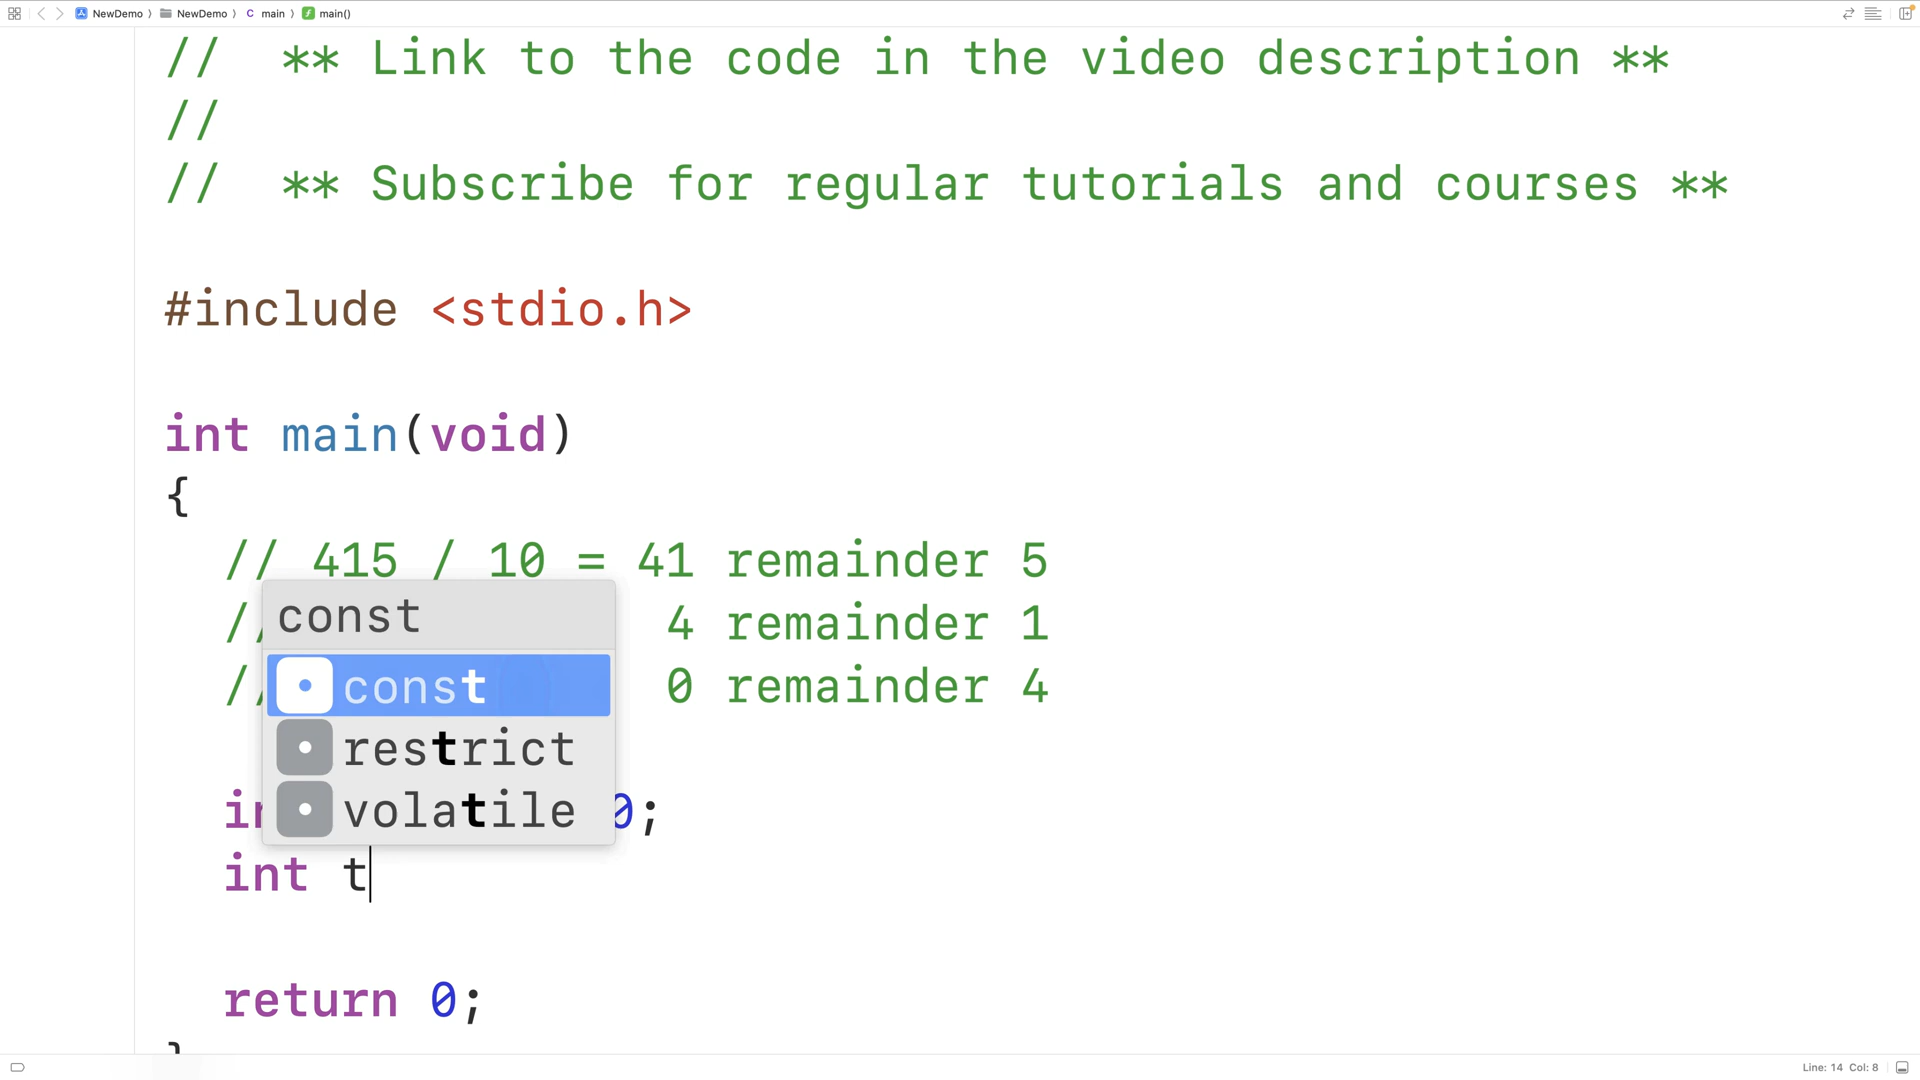 NewDemo ⟩ NewDemo ⟩ C main ⟩ f main()
// ** Link to the code in the video description **
//
// ** Subscribe for regular tutorials and courses **
#include <stdio.h>
int main(void)
{
// 415 / 10 = 41 remainder 5
// 4 remainder 1
// 0 remainder 4
const
const
restrict
volatile
0;
int t
return 0;
Line: 14 Col: 8